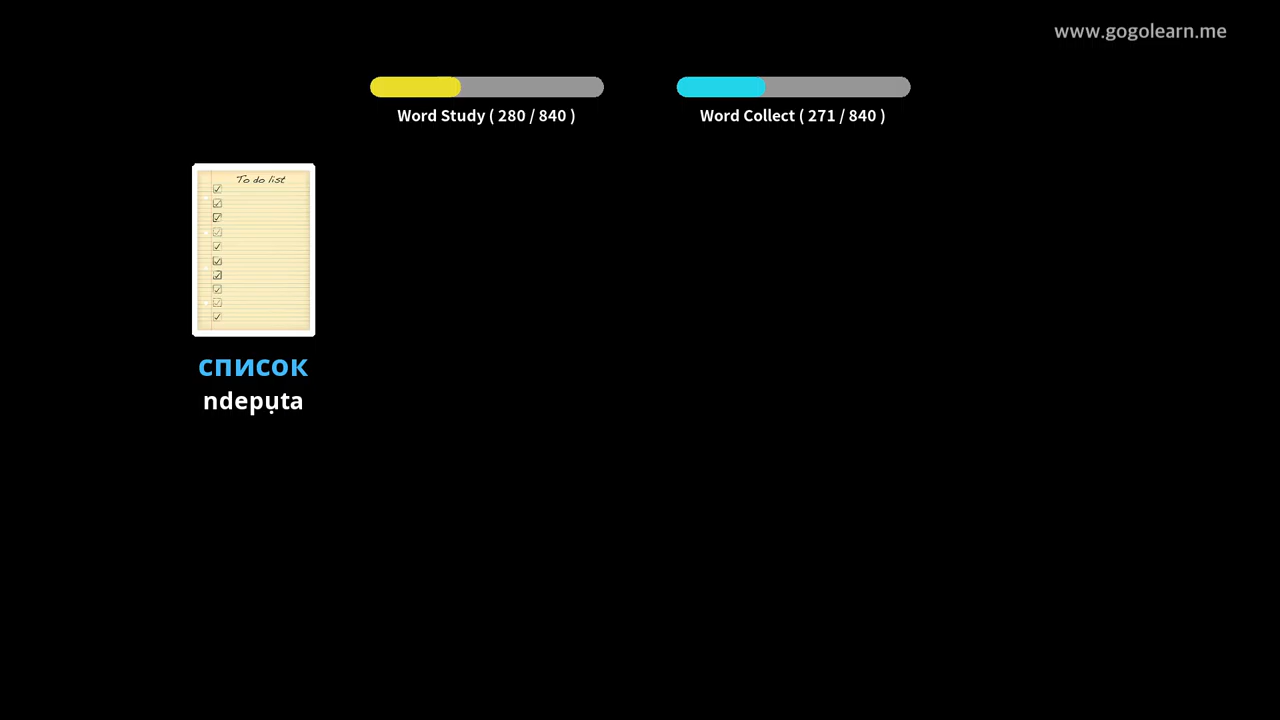 www.gogolearn.me
Word Study ( 280 / 840 )
Word Collect ( 271 / 840 )
To do list
список
ndepụta